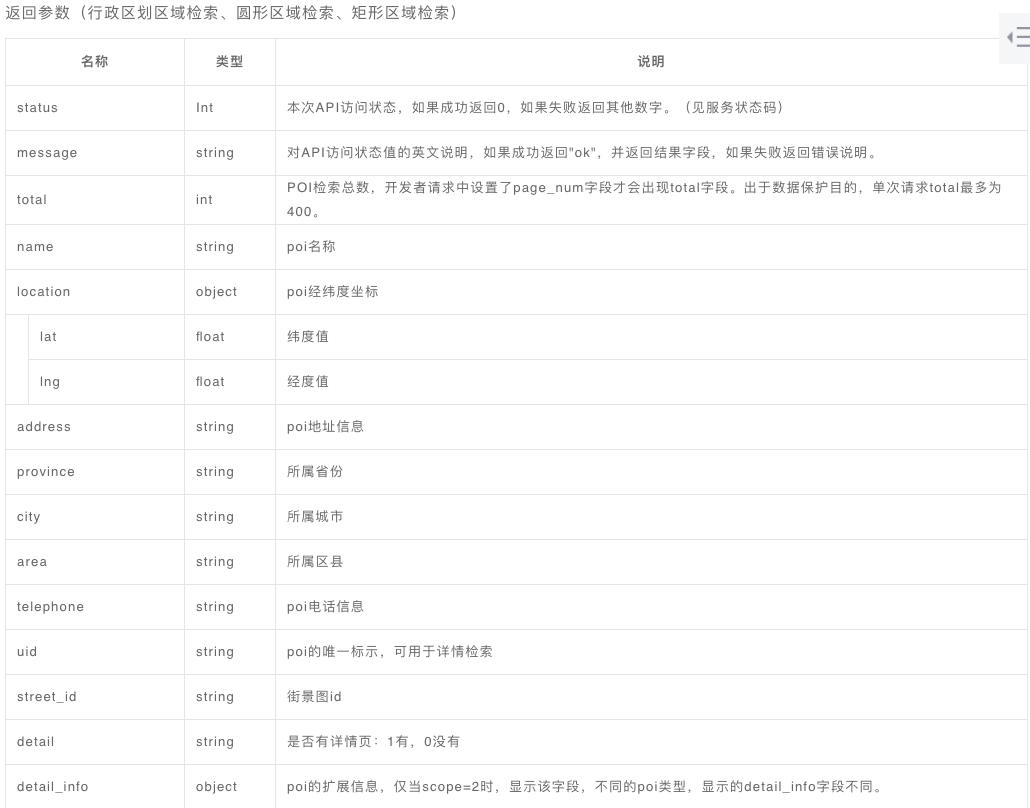 返回参数（行政区划区域检索、圆形区域检索、矩形区域检索）
名称 类型 说明
status Int 本次API访问状态，如果成功返回0，如果失败返回其他数字。（见服务状态码）
message string 对API访问状态值的英文说明，如果成功返回"ok"，并返回结果字段，如果失败返回错误说明。
total int POI检索总数，开发者请求中设置了page_num字段才会出现total字段。出于数据保护目的，单次请求total最多为
400。
name string poi名称
location object poi经纬度坐标
lat float 纬度值
lng float 经度值
address string poi地址信息
province string 所属省份
city string 所属城市
area string 所属区县
telephone string poi电话信息
uid string poi的唯一标示，可用于详情检索
street_id string 街景图id
detail string 是否有详情页：1有，0没有
detail_info object poi的扩展信息，仅当scope=2时，显示该字段，不同的poi类型，显示的detail_info字段不同。